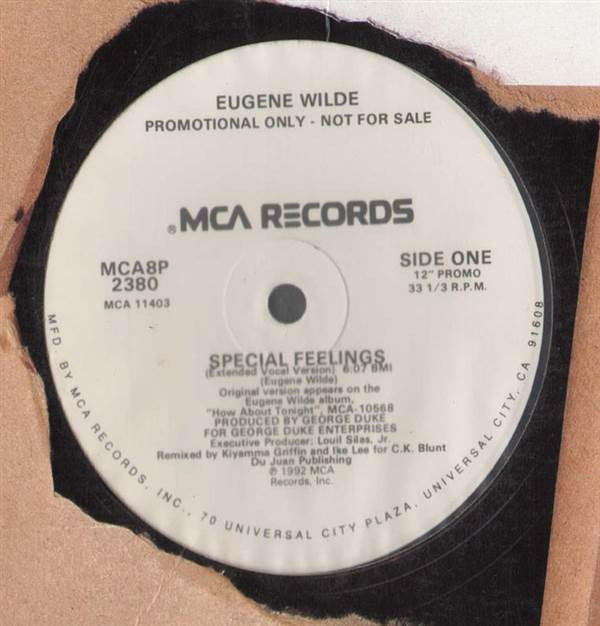 EUGENE WILDE
PROMOTIONAL ONLY - NOT FOR SALE
® MCA RECORDS
MCA8P
2380
MCA 11403
SIDE ONE
12" PROMO
33 1/3 R.P.M.
SPECIAL FEELINGS
(Extended Vocal Version) 6:07 BMI
(Eugene Wilde)
Original version appears on the
Eugene Wilde album,
"How About Tonight", MCA-10568
PRODUCED BY GEORGE DUKE
FOR GEORGE DUKE ENTERPRISES
Executive Producer: Louil Silas, Jr.
Remixed by Kiyamma Griffin and Ike Lee for C.K. Blunt
Du Juan Publishing
℗ 1992 MCA
Records, Inc.
MFD. BY MCA RECORDS, INC., 70 UNIVERSAL CITY PLAZA, UNIVERSAL CITY, CA 91608